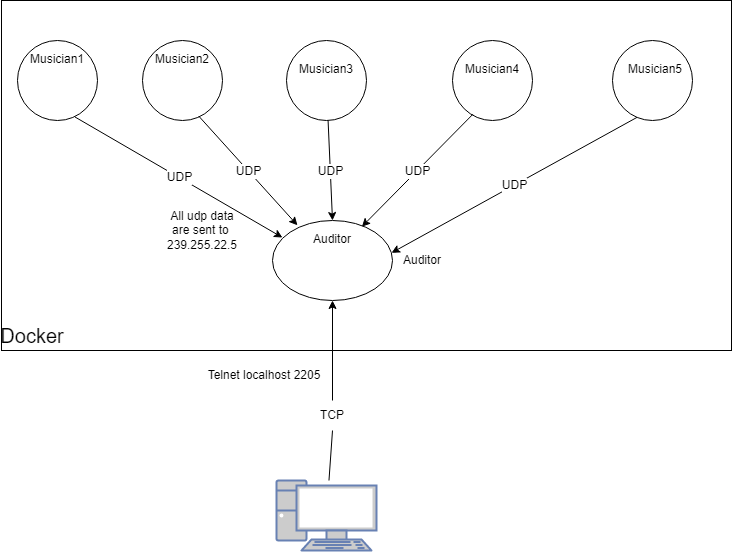 Musician1
Musician2
Musician3
Musician4
Musician5
UDP
UDP
UDP
UDP
UDP
All udp data
are sent to
239.255.22.5
Auditor
Auditor
Docker
Telnet localhost 2205
TCP